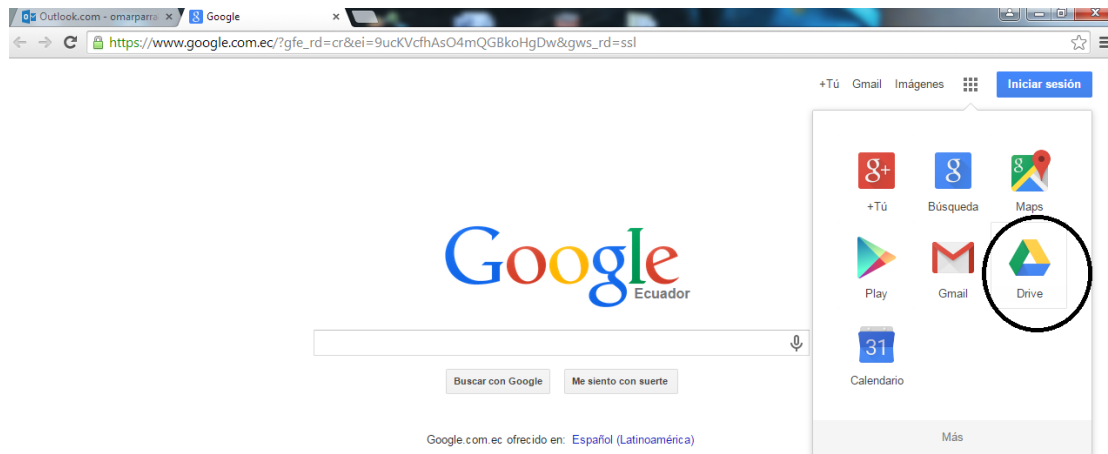 Outlook.com - omarparra
Google
https://www.google.com.ec/?gfe_rd=cr&ei=9ucKVcfhAsO4mQGBkoHgDw&gws_rd=ssl
+Tú Gmail Imágenes Iniciar sesión
g+ g 8
+Tú Búsqueda Maps
Play Gmail Drive
31
Calendario
Más
Google
Ecuador
Buscar con Google Me siento con suerte
Google.com.ec ofrecido en: Español (Latinoamérica)